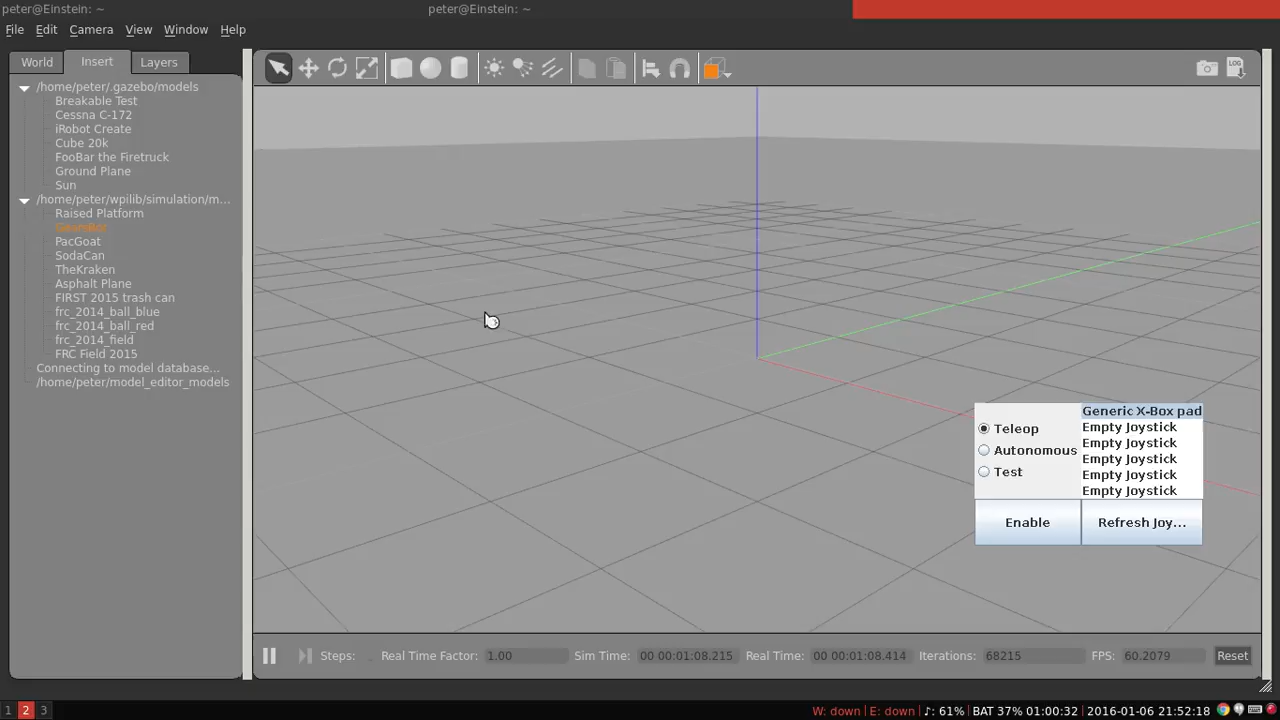 peter@Einstein: ~
peter@Einstein: ~
File Edit Camera View Window Help
World Insert Layers
LOG
/home/peter/.gazebo/models
Breakable Test
Cessna C-172
iRobot Create
Cube 20k
FooBar the Firetruck
Ground Plane
Sun
/home/peter/wpilib/simulation/m...
Raised Platform
PacGoat
SodaCan
TheKraken
Asphalt Plane
FIRST 2015 trash can
frc_2014_ball_blue
frc_2014_ball_red
frc_2014_field
FRC Field 2015
Connecting to model database...
/home/peter/model_editor_models
Teleop
Autonomous
Test
Generic X-Box pad
Empty Joystick
Empty Joystick
Empty Joystick
Empty Joystick
Empty Joystick
Enable
Refresh Joy...
Steps: Real Time Factor: 1.00 Sim Time: 00 00:01:08.215 Real Time: 00 00:01:08.414 Iterations: 68215 FPS: 60.2079 Reset
1 2 3
W: down | E: down | ♪: 61% | BAT 37% 01:00:32 | 2016-01-06 21:52:18